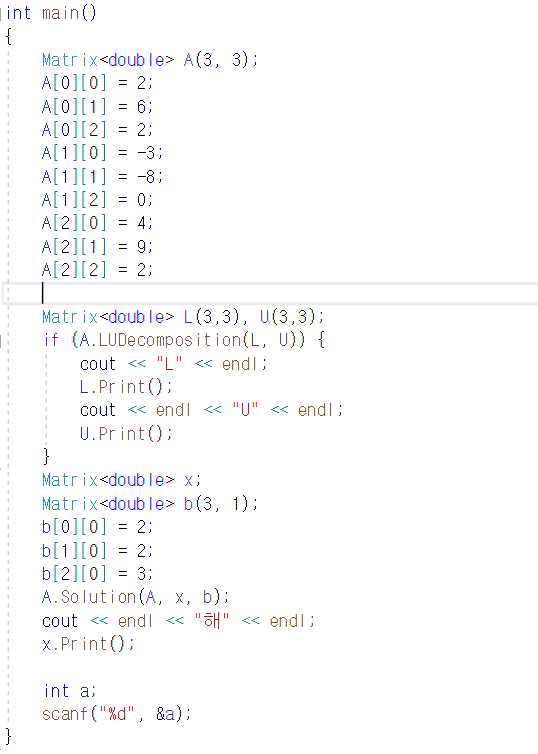 int main()
{
    Matrix<double> A(3, 3);
    A[0][0] = 2;
    A[0][1] = 6;
    A[0][2] = 2;
    A[1][0] = -3;
    A[1][1] = -8;
    A[1][2] = 0;
    A[2][0] = 4;
    A[2][1] = 9;
    A[2][2] = 2;
    Matrix<double> L(3,3), U(3,3);
    if (A.LUDecomposition(L, U)) {
        cout << "L" << endl;
        L.Print();
        cout << endl << "U" << endl;
        U.Print();
    }
    Matrix<double> x;
    Matrix<double> b(3, 1);
    b[0][0] = 2;
    b[1][0] = 2;
    b[2][0] = 3;
    A.Solution(A, x, b);
    cout << endl << "해" << endl;
    x.Print();
    int a;
    scanf("%d", &a);
}